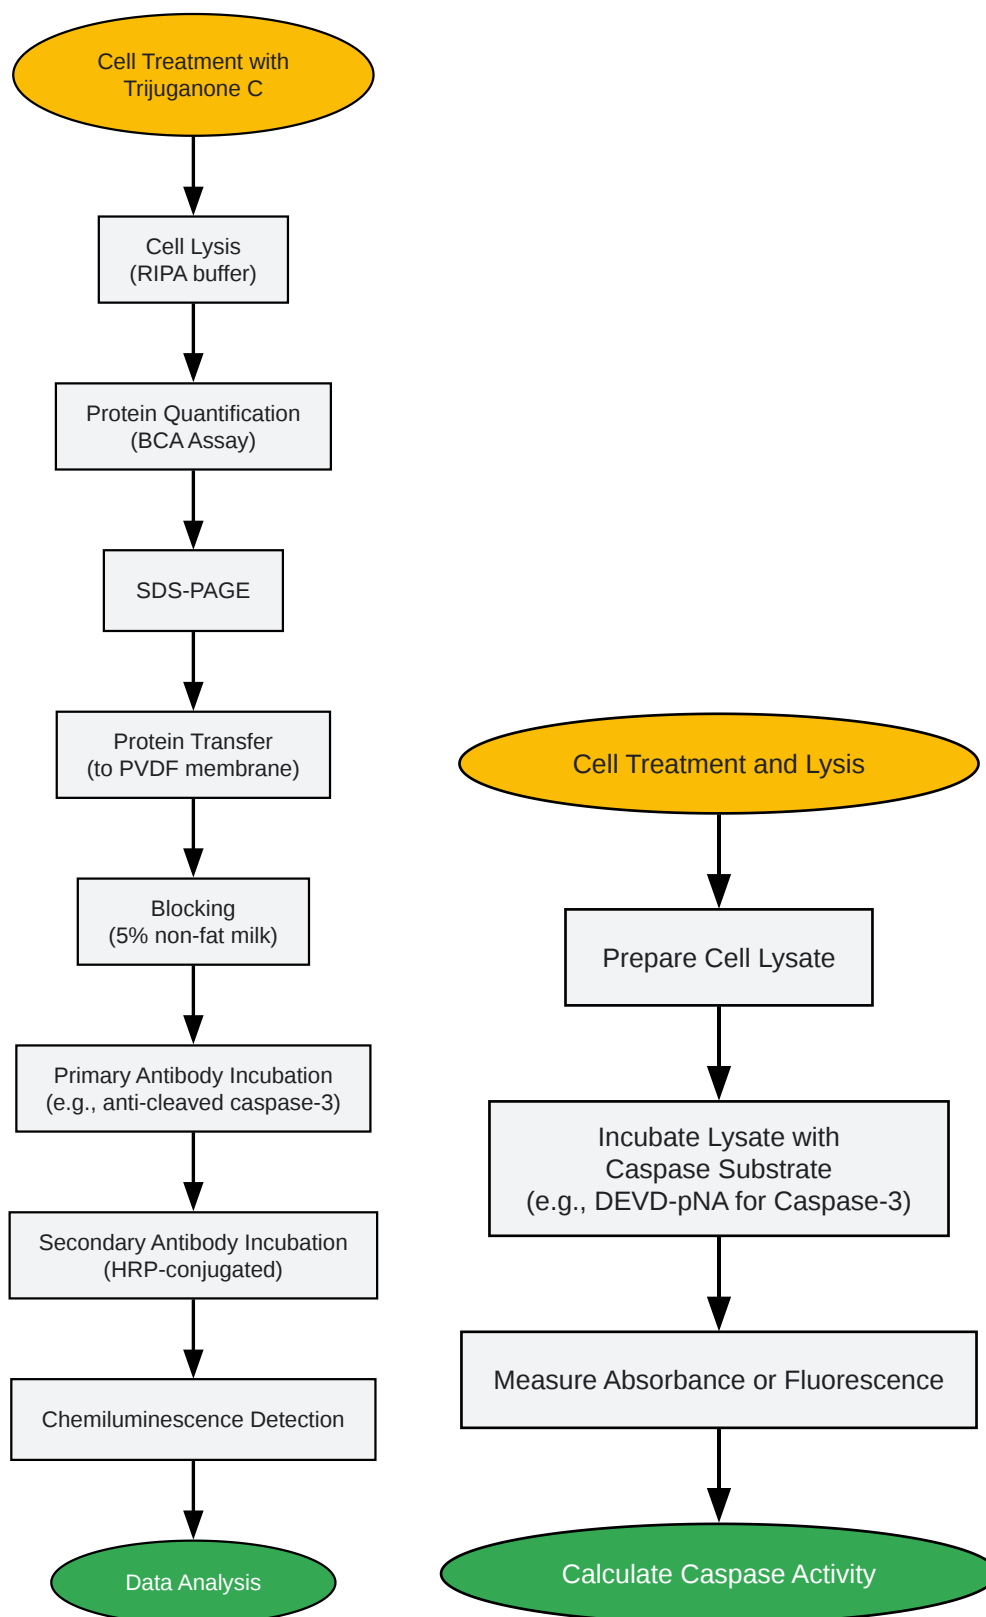 Cell Treatment with
Trijuganone C
Cell Lysis
(RIPA buffer)
Protein Quantification
(BCA Assay)
SDS-PAGE
Protein Transfer
(to PVDF membrane)
Blocking
(5% non-fat milk)
Primary Antibody Incubation
(e.g., anti-cleaved caspase-3)
Secondary Antibody Incubation
(HRP-conjugated)
Chemiluminescence Detection
Data Analysis
Cell Treatment and Lysis
Prepare Cell Lysate
Incubate Lysate with
Caspase Substrate
(e.g., DEVD-pNA for Caspase-3)
Measure Absorbance or Fluorescence
Calculate Caspase Activity